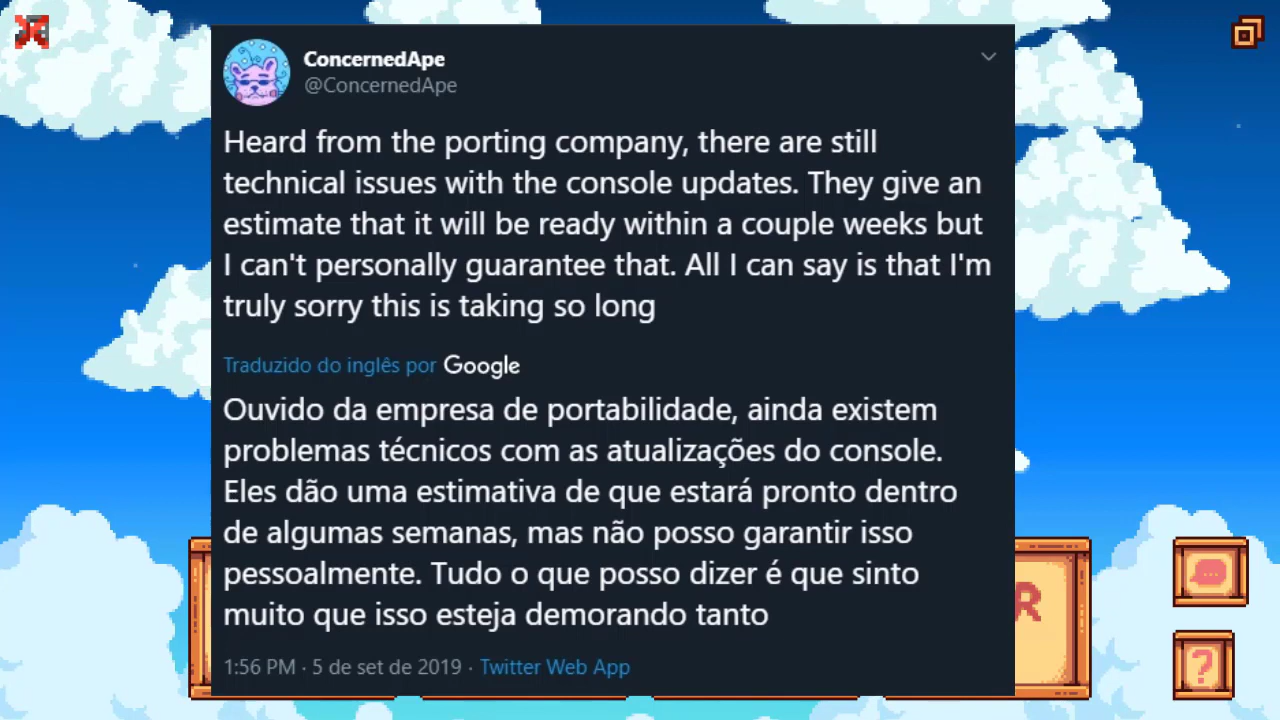 ConcernedApe
@ConcernedApe
Heard from the porting company, there are still
technical issues with the console updates. They give an
estimate that it will be ready within a couple weeks but
I can't personally guarantee that. All I can say is that I'm
truly sorry this is taking so long
Traduzido do inglês por Google
Ouvido da empresa de portabilidade, ainda existem
problemas técnicos com as atualizações do console.
Eles dão uma estimativa de que estará pronto dentro
de algumas semanas, mas não posso garantir isso
pessoalmente. Tudo o que posso dizer é que sinto
muito que isso esteja demorando tanto
R
1:56 PM · 5 de set de 2019 · Twitter Web App
?